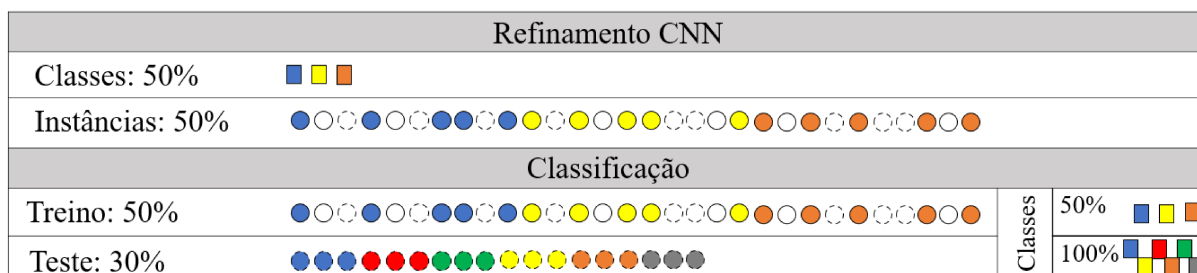 Refinamento CNN
Classes: 50%
Instâncias: 50%
Classificação
Treino: 50%
Classes
50%
100%
Teste: 30%